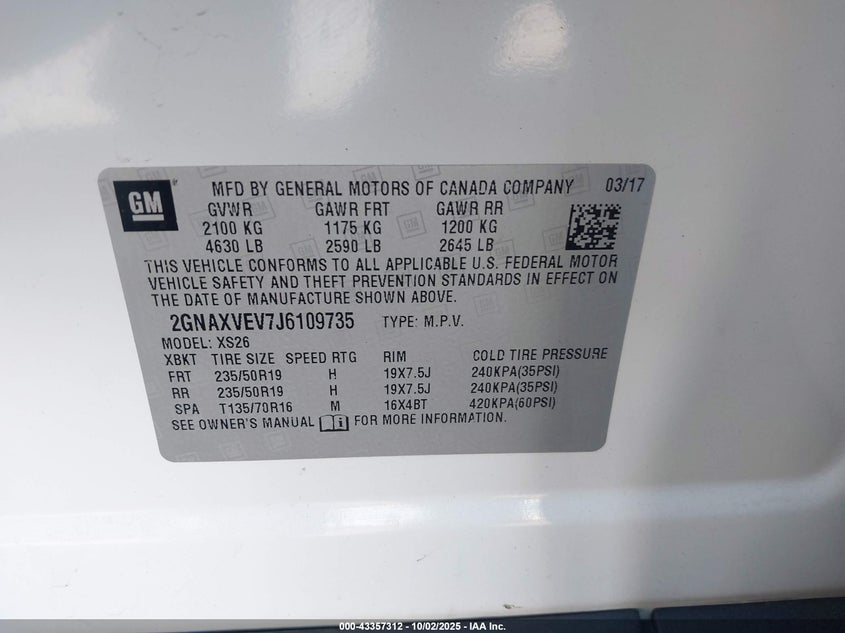 GM
MFD BY GENERAL MOTORS OF CANADA COMPANY 03/17
GVWR GAWR FRT GAWR RR
2100 KG 1175 KG 1200 KG
4630 LB 2590 LB 2645 LB
THIS VEHICLE CONFORMS TO ALL APPLICABLE U.S. FEDERAL MOTOR
VEHICLE SAFETY AND THEFT PREVENTION STANDARDS IN EFFECT ON
THE DATE OF MANUFACTURE SHOWN ABOVE.
2GNAXVEV7J6109735 TYPE: M.P.V.
MODEL: XS26
XBKT TIRE SIZE SPEED RTG RIM COLD TIRE PRESSURE
FRT 235/50R19 H 19X7.5J 240KPA(35PSI)
RR 235/50R19 H 19X7.5J 240KPA(35PSI)
SPA T135/70R16 M 16X4BT 420KPA(60PSI)
SEE OWNER'S MANUAL FOR MORE INFORMATION.
000-43357312 - 10/02/2025 - IAA Inc.